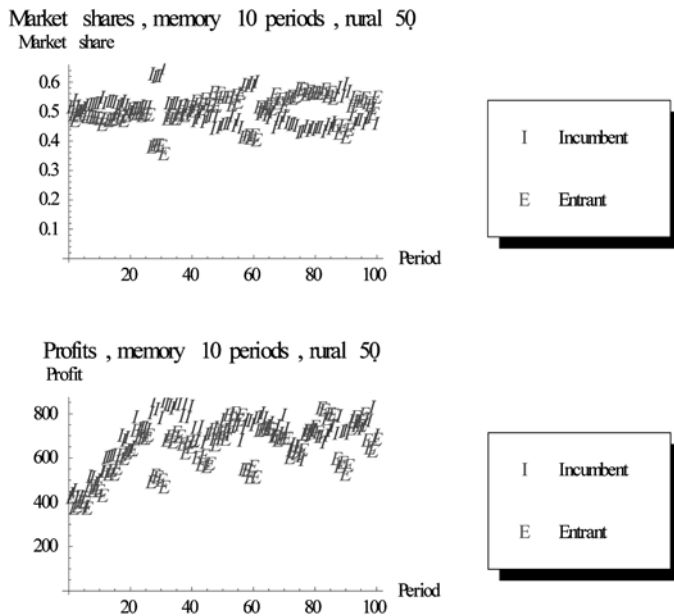 Market shares , memory 10 periods , rural 50
Market share
0.6
0.5
0.4
0.3
0.2
0.1
20 40 60 80 100 Period
I Incumbent
E Entrant
Profits , memory 10 periods , rural 50
Profit
800
600
400
200
20 40 60 80 100 Period
I Incumbent
E Entrant